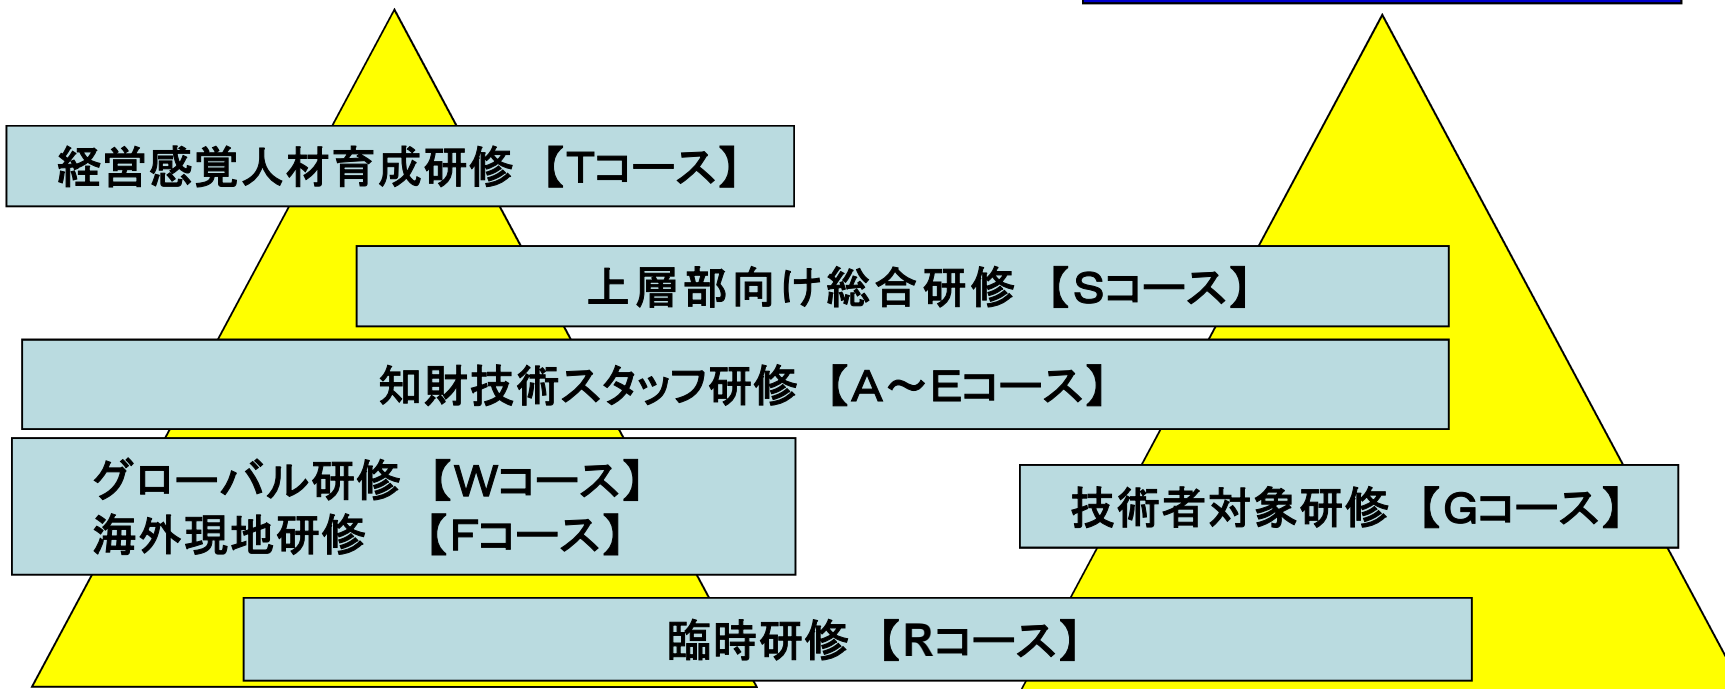 経営感覚人材育成研修 【Tコース】
上層部向け総合研修 【Sコース】
知財技術スタッフ研修 【A～Eコース】
グローバル研修 【Wコース】
海外現地研修 【Fコース】
技術者対象研修 【Gコース】
臨時研修 【Rコース】